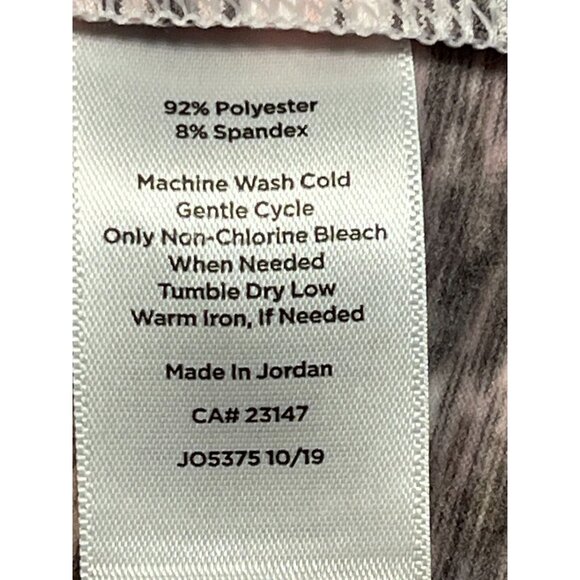 92% Polyester
8% Spandex
Machine Wash Cold
Gentle Cycle
Only Non-Chlorine Bleach
When Needed
Tumble Dry Low
Warm Iron, If Needed
Made In Jordan
CA# 23147
JO5375 10/19